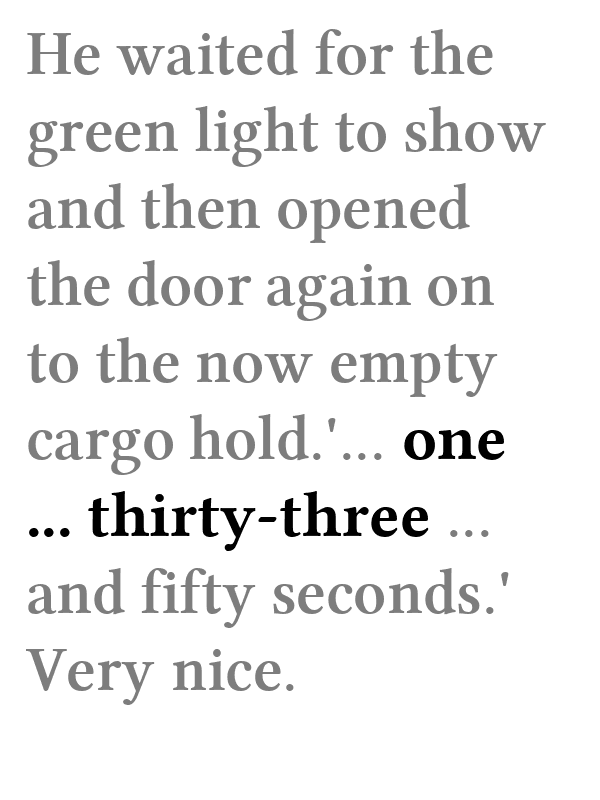 He waited for the
green light to show
and then opened
the door again on
to the now empty
cargo hold.'... one
... thirty-three ...
and fifty seconds.'
Very nice.